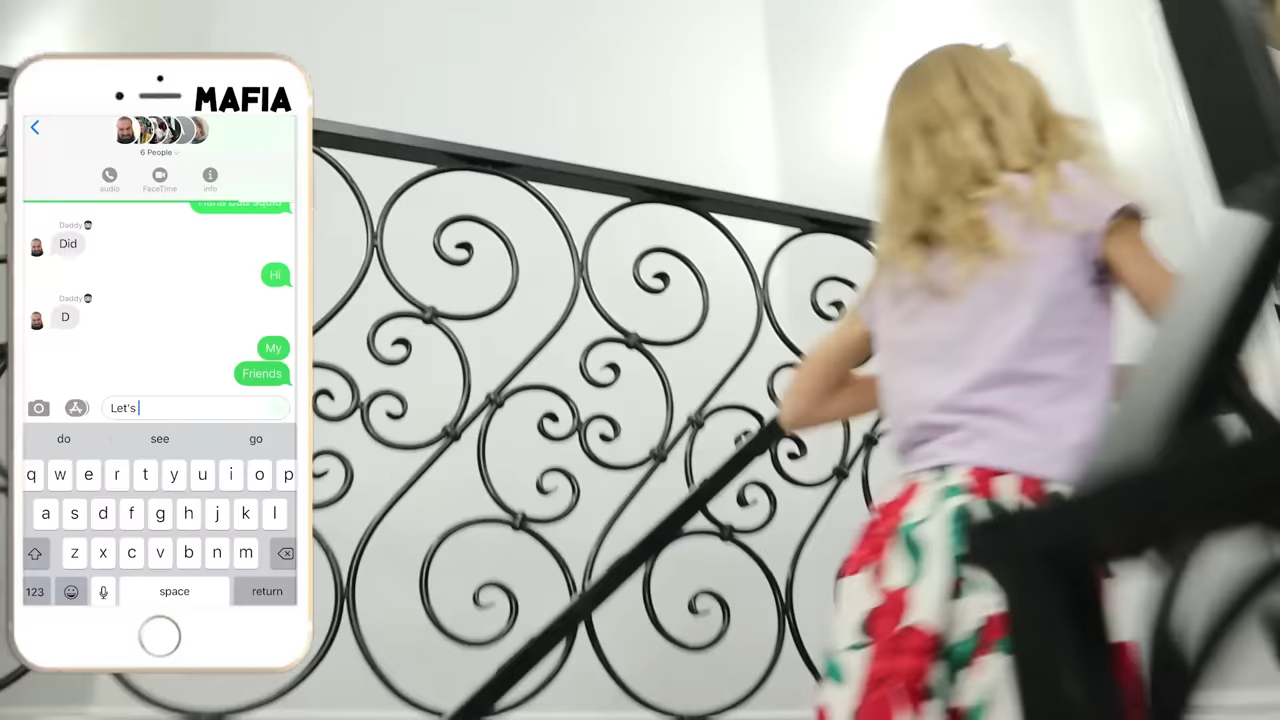 MAFIA
6 People
audio
FaceTime
info
Daddy
Did
Hi
Daddy
D
My
Friends
Let's
do see go
q w e r t y u i o p
a s d f g h j k l
z x c v b n m
123 space return